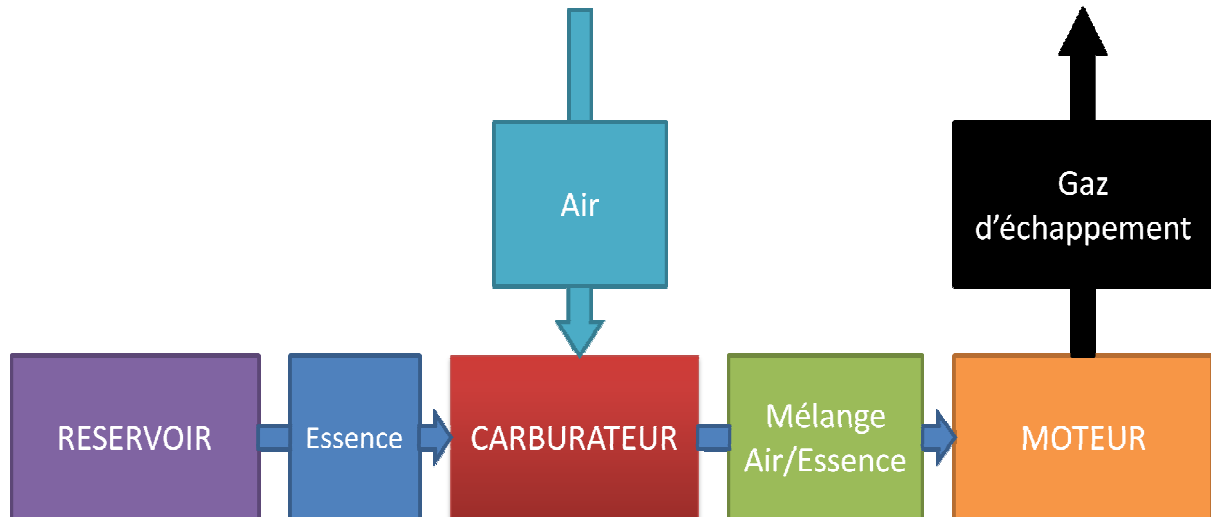 Air
Gaz
d'échappement
RESERVOIR
Essence
CARBURATEUR
Mélange
Air/Essence
MOTEUR